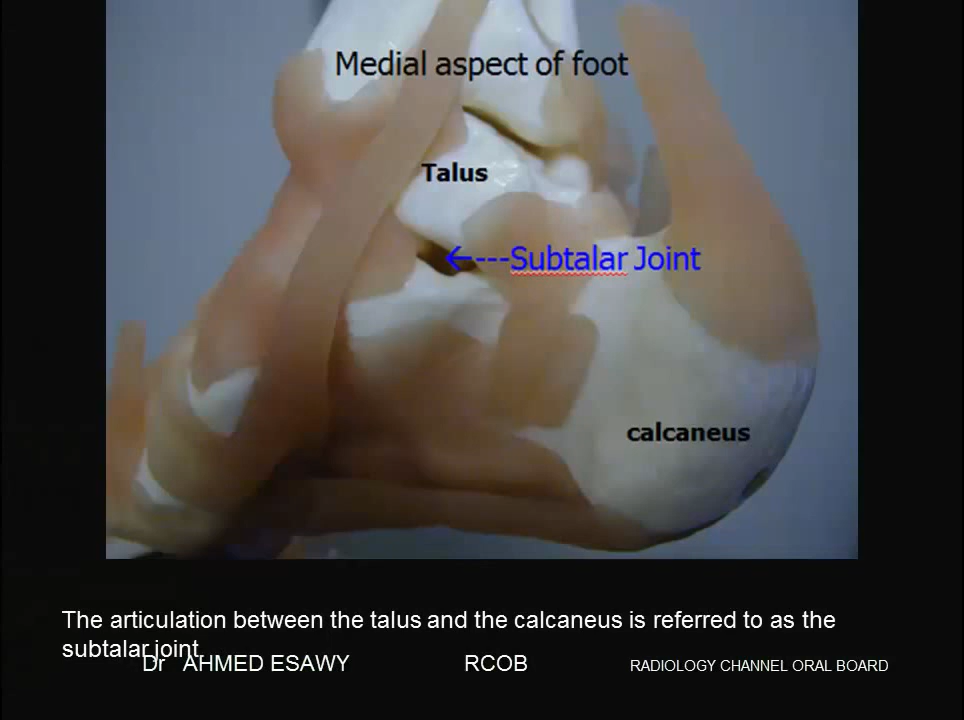 Medial aspect of foot
Talus
←---Subtalar Joint
calcaneus
The articulation between the talus and the calcaneus is referred to as the
subtalar joint
Dr AHMED ESAWY RCOB RADIOLOGY CHANNEL ORAL BOARD